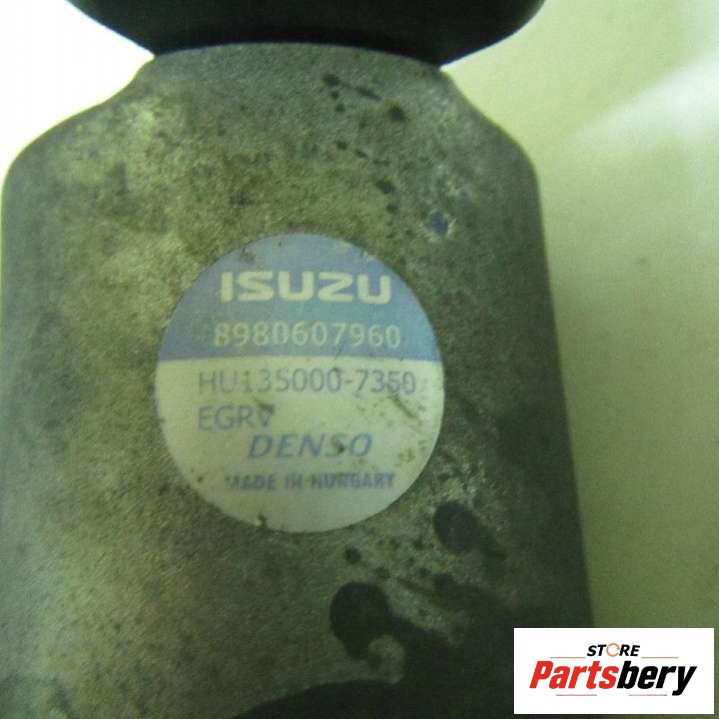 ISUZU
8980607960
HU135000-7350
EGRV
DENSO
MADE IN HUNGARY
STORE
Partsbery